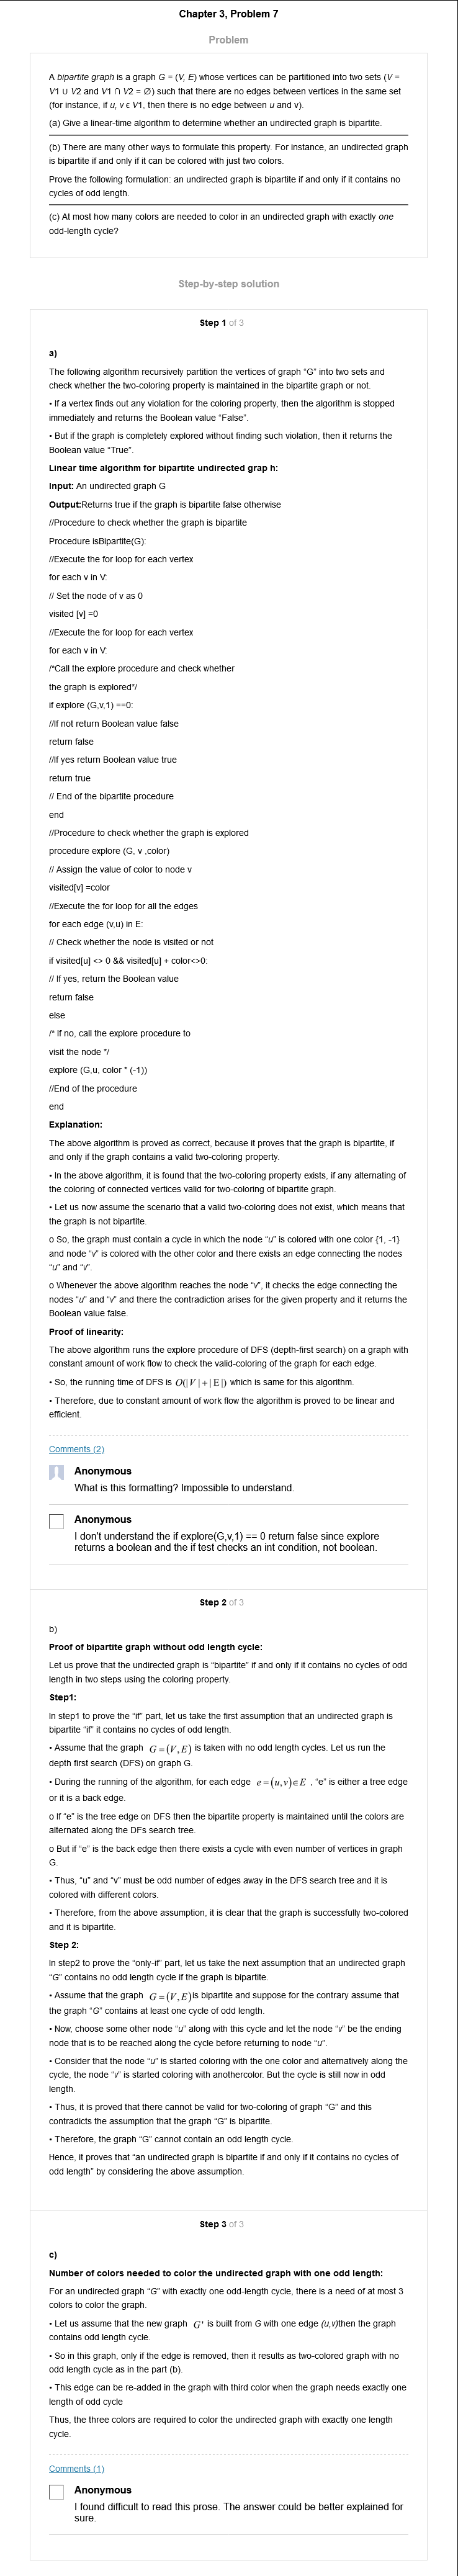 Chapter 3, Problem 7
Problem
A bipartite graph is a graph G = (V, E) whose vertices can be partitioned into two sets (V =
V1 ∪ V2 and V1 ∩ V2 = ∅) such that there are no edges between vertices in the same set
(for instance, if u, v ϵ V1, then there is no edge between u and v).
(a) Give a linear-time algorithm to determine whether an undirected graph is bipartite.
(b) There are many other ways to formulate this property. For instance, an undirected graph
is bipartite if and only if it can be colored with just two colors.
Prove the following formulation: an undirected graph is bipartite if and only if it contains no
cycles of odd length.
(c) At most how many colors are needed to color in an undirected graph with exactly one
odd-length cycle?
Step-by-step solution
Step 1 of 3
a)
The following algorithm recursively partition the vertices of graph “G” into two sets and
check whether the two-coloring property is maintained in the bipartite graph or not.
• If a vertex finds out any violation for the coloring property, then the algorithm is stopped
immediately and returns the Boolean value “False”.
• But if the graph is completely explored without finding such violation, then it returns the
Boolean value “True”.
Linear time algorithm for bipartite undirected grap h:
Input: An undirected graph G
Output:Returns true if the graph is bipartite false otherwise
//Procedure to check whether the graph is bipartite
Procedure isBipartite(G):
//Execute the for loop for each vertex
for each v in V:
// Set the node of v as 0
visited [v] =0
//Execute the for loop for each vertex
for each v in V:
/*Call the explore procedure and check whether
the graph is explored*/
if explore (G,v,1) ==0:
//If not return Boolean value false
return false
//If yes return Boolean value true
return true
// End of the bipartite procedure
end
//Procedure to check whether the graph is explored
procedure explore (G, v ,color)
// Assign the value of color to node v
visited[v] =color
//Execute the for loop for all the edges
for each edge (v,u) in E:
// Check whether the node is visited or not
if visited[u] <> 0 && visited[u] + color<>0:
// If yes, return the Boolean value
return false
else
/* If no, call the explore procedure to
visit the node */
explore (G,u, color * (-1))
//End of the procedure
end
Explanation:
The above algorithm is proved as correct, because it proves that the graph is bipartite, if
and only if the graph contains a valid two-coloring property.
• In the above algorithm, it is found that the two-coloring property exists, if any alternating of
the coloring of connected vertices valid for two-coloring of bipartite graph.
• Let us now assume the scenario that a valid two-coloring does not exist, which means that
the graph is not bipartite.
o So, the graph must contain a cycle in which the node “u” is colored with one color {1, -1}
and node “v” is colored with the other color and there exists an edge connecting the nodes
“u” and “v”.
o Whenever the above algorithm reaches the node “v”, it checks the edge connecting the
nodes “u” and “v” and there the contradiction arises for the given property and it returns the
Boolean value false.
Proof of linearity:
The above algorithm runs the explore procedure of DFS (depth-first search) on a graph with
constant amount of work flow to check the valid-coloring of the graph for each edge.
• So, the running time of DFS is O(| V | + | E |) which is same for this algorithm.
• Therefore, due to constant amount of work flow the algorithm is proved to be linear and
efficient.
Comments (2)
Anonymous
What is this formatting? Impossible to understand.
Anonymous
I don't understand the if explore(G,v,1) == 0 return false since explore
returns a boolean and the if test checks an int condition, not boolean.
Step 2 of 3
b)
Proof of bipartite graph without odd length cycle:
Let us prove that the undirected graph is “bipartite” if and only if it contains no cycles of odd
length in two steps using the coloring property.
Step1:
In step1 to prove the “if” part, let us take the first assumption that an undirected graph is
bipartite “if” it contains no cycles of odd length.
• Assume that the graph G = (V, E) is taken with no odd length cycles. Let us run the
depth first search (DFS) on graph G.
• During the running of the algorithm, for each edge e = (u, v) ∈ E , “e” is either a tree edge
or it is a back edge.
o If “e” is the tree edge on DFS then the bipartite property is maintained until the colors are
alternated along the DFs search tree.
o But if “e” is the back edge then there exists a cycle with even number of vertices in graph
G.
• Thus, “u” and “v” must be odd number of edges away in the DFS search tree and it is
colored with different colors.
• Therefore, from the above assumption, it is clear that the graph is successfully two-colored
and it is bipartite.
Step 2:
In step2 to prove the “only-if” part, let us take the next assumption that an undirected graph
“G” contains no odd length cycle if the graph is bipartite.
• Assume that the graph G = (V, E) is bipartite and suppose for the contrary assume that
the graph “G” contains at least one cycle of odd length.
• Now, choose some other node “u” along with this cycle and let the node “v” be the ending
node that is to be reached along the cycle before returning to node “u”.
• Consider that the node “u” is started coloring with the one color and alternatively along the
cycle, the node “v” is started coloring with anothercolor. But the cycle is still now in odd
length.
• Thus, it is proved that there cannot be valid for two-coloring of graph “G” and this
contradicts the assumption that the graph “G” is bipartite.
• Therefore, the graph “G” cannot contain an odd length cycle.
Hence, it proves that “an undirected graph is bipartite if and only if it contains no cycles of
odd length” by considering the above assumption.
Step 3 of 3
c)
Number of colors needed to color the undirected graph with one odd length:
For an undirected graph “G” with exactly one odd-length cycle, there is a need of at most 3
colors to color the graph.
• Let us assume that the new graph G' is built from G with one edge (u,v)then the graph
contains odd length cycle.
• So in this graph, only if the edge is removed, then it results as two-colored graph with no
odd length cycle as in the part (b).
• This edge can be re-added in the graph with third color when the graph needs exactly one
length of odd cycle
Thus, the three colors are required to color the undirected graph with exactly one length
cycle.
Comments (1)
Anonymous
I found difficult to read this prose. The answer could be better explained for
sure.